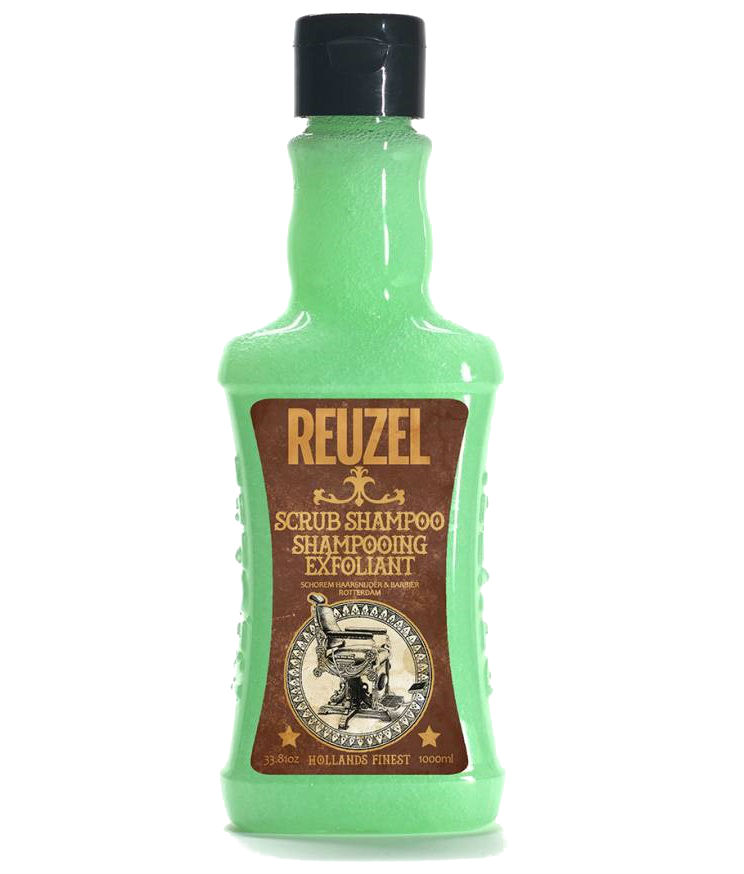 REUZEL
SCRUB SHAMPOO
SHAMPOOING
EXFOLIANT
SCHOREM HAARSNIJDER & BARBIER
ROTTERDAM
33.81oz HOLLANDS FINEST 1000ml